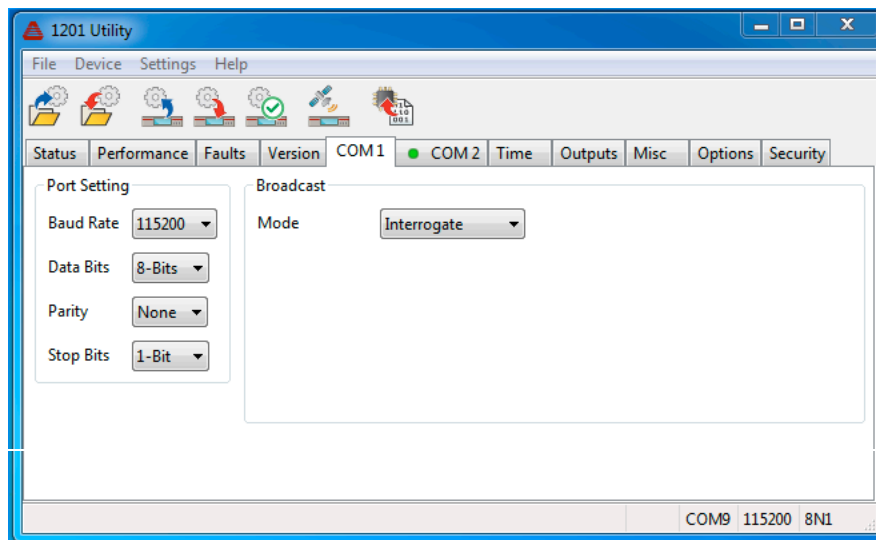 1201 Utility
File Device Settings Help
Status Performance Faults Version COM 1 COM 2 Time Outputs Misc Options Security
Port Setting
Baud Rate 115200
Data Bits 8-Bits
Parity None
Stop Bits 1-Bit
Broadcast
Mode Interrogate
COM9 115200 8N1